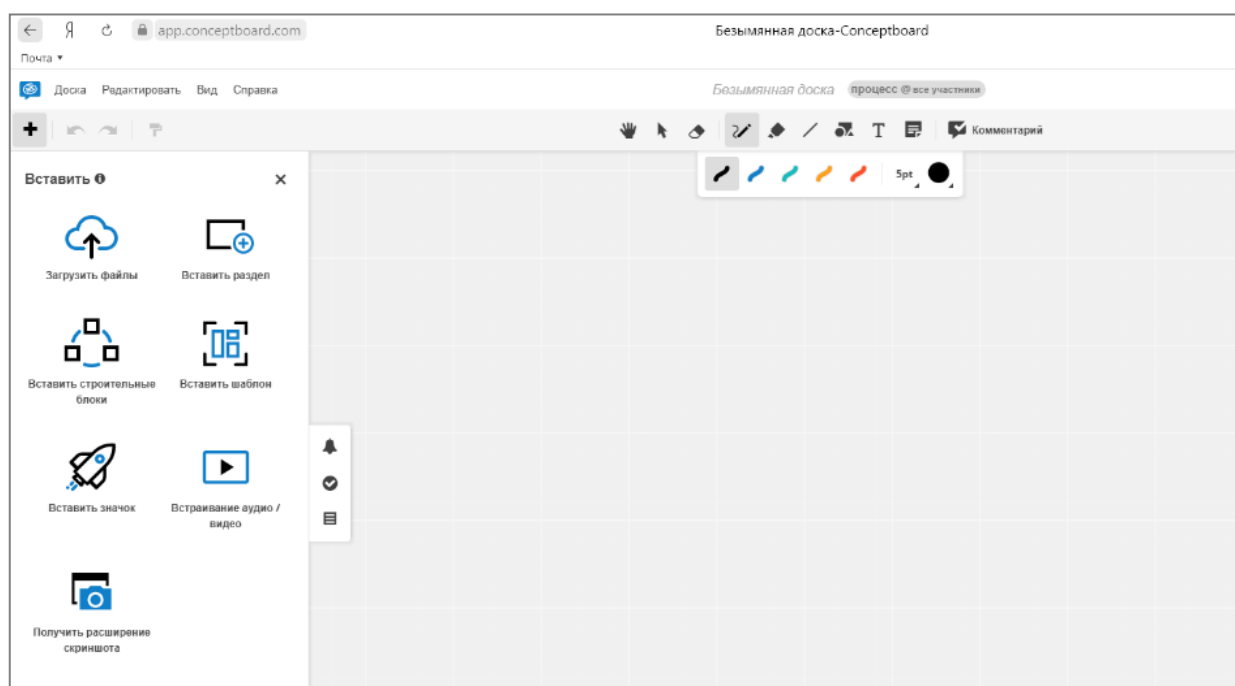 Я app.conceptboard.com Безымянная доска-Conceptboard
Почта
Доска Редактировать Вид Справка Безымянная доска процесс @ все участники
T Комментарий
Вставить 5pt
Загрузить файлы Вставить раздел
Вставить строительные Вставить шаблон
блоки
Вставить значок Встраивание аудио /
видео
Получить расширение
скриншота